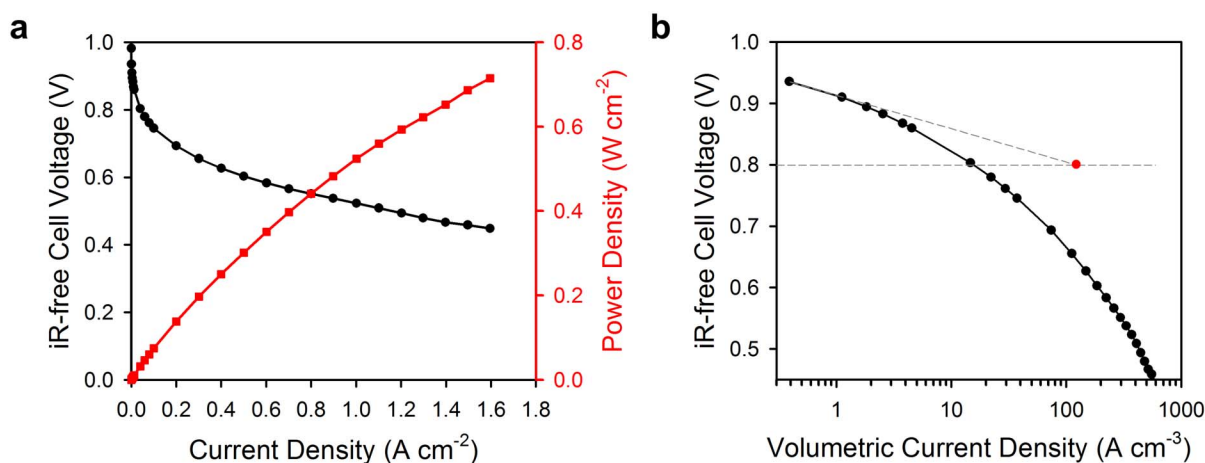 a
iR-free Cell Voltage (V)
1.0
0.8
0.6
0.4
0.2
0.0
0.0 0.2 0.4 0.6 0.8 1.0 1.2 1.4 1.6 1.8
Current Density (A cm⁻²)
0.8
0.6
0.4
0.2
0.0
Power Density (W cm⁻²)
b
iR-free Cell Voltage (V)
1.0
0.9
0.8
0.7
0.6
0.5
1 10 100 1000
Volumetric Current Density (A cm⁻³)